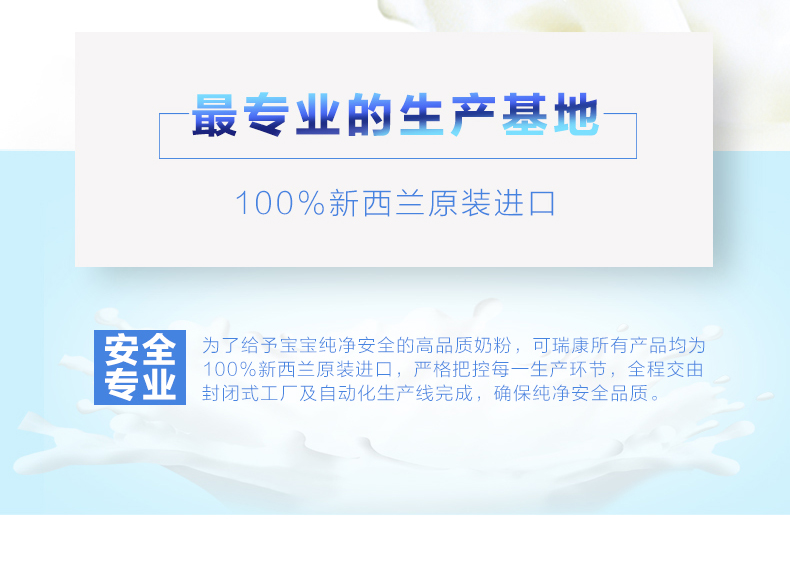 最专业的生产基地
100%新西兰原装进口
安全
专业
为了给予宝宝纯净安全的高品质奶粉，可瑞康所有产品均为
100%新西兰原装进口，严格把控每一生产环节，全程交由
封闭式工厂及自动化生产线完成，确保纯净安全品质。